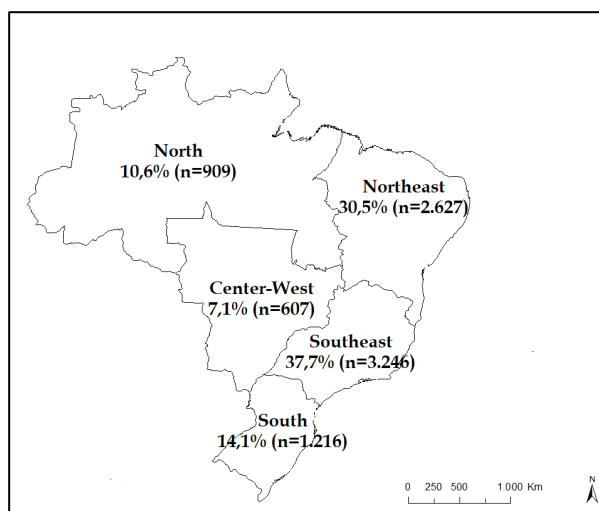 North
10,6% (n=909)
Northeast
30,5% (n=2.627)
Center-West
7,1% (n=607)
Southeast
37,7% (n=3.246)
South
14,1% (n=1.216)
0 250 500 1.000 Km
N